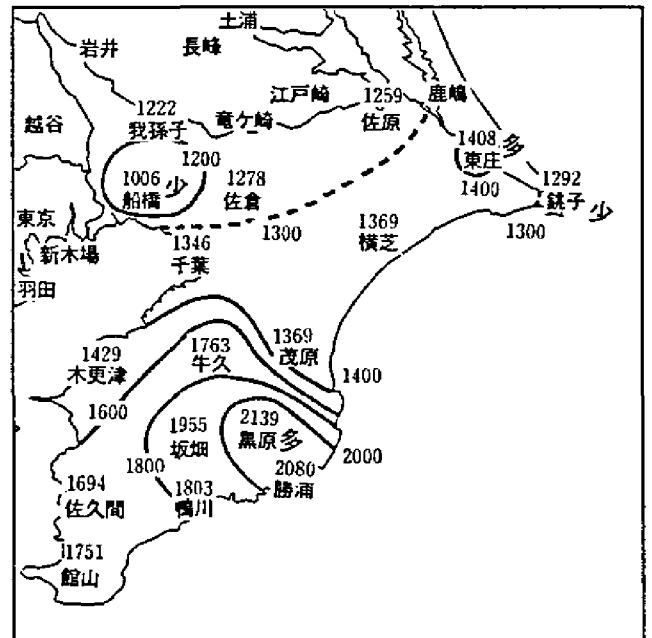 土浦
岩井
長峰
江戸崎
1259
佐原
鹿嶋
1222
我孫子
竜ケ崎
越谷
1200
1408 多
東庄
1400
1006 少
船橋
1278
佐倉
1292
銚子 少
1300
東京
新木場
1346
千葉
1300
1369
横芝
羽田
1429
木更津
1763
牛久
1369
茂原
1400
1600
1955
坂畑
2139
黒原 多
2000
1800
2080
勝浦
1694
佐久間
1803
鴨川
1751
館山